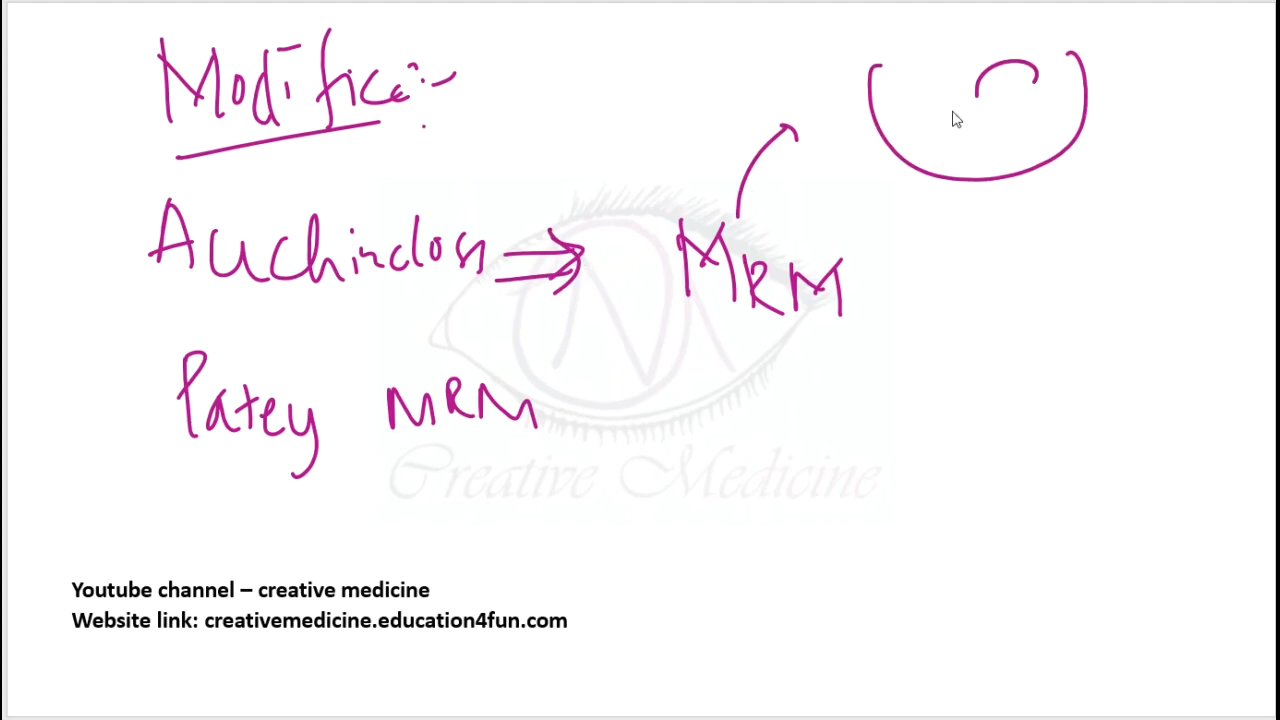 Modifica:-
Auchincloss ⇒ MRM
Patey MRM
Creative Medicine
Youtube channel – creative medicine
Website link: creativemedicine.education4fun.com